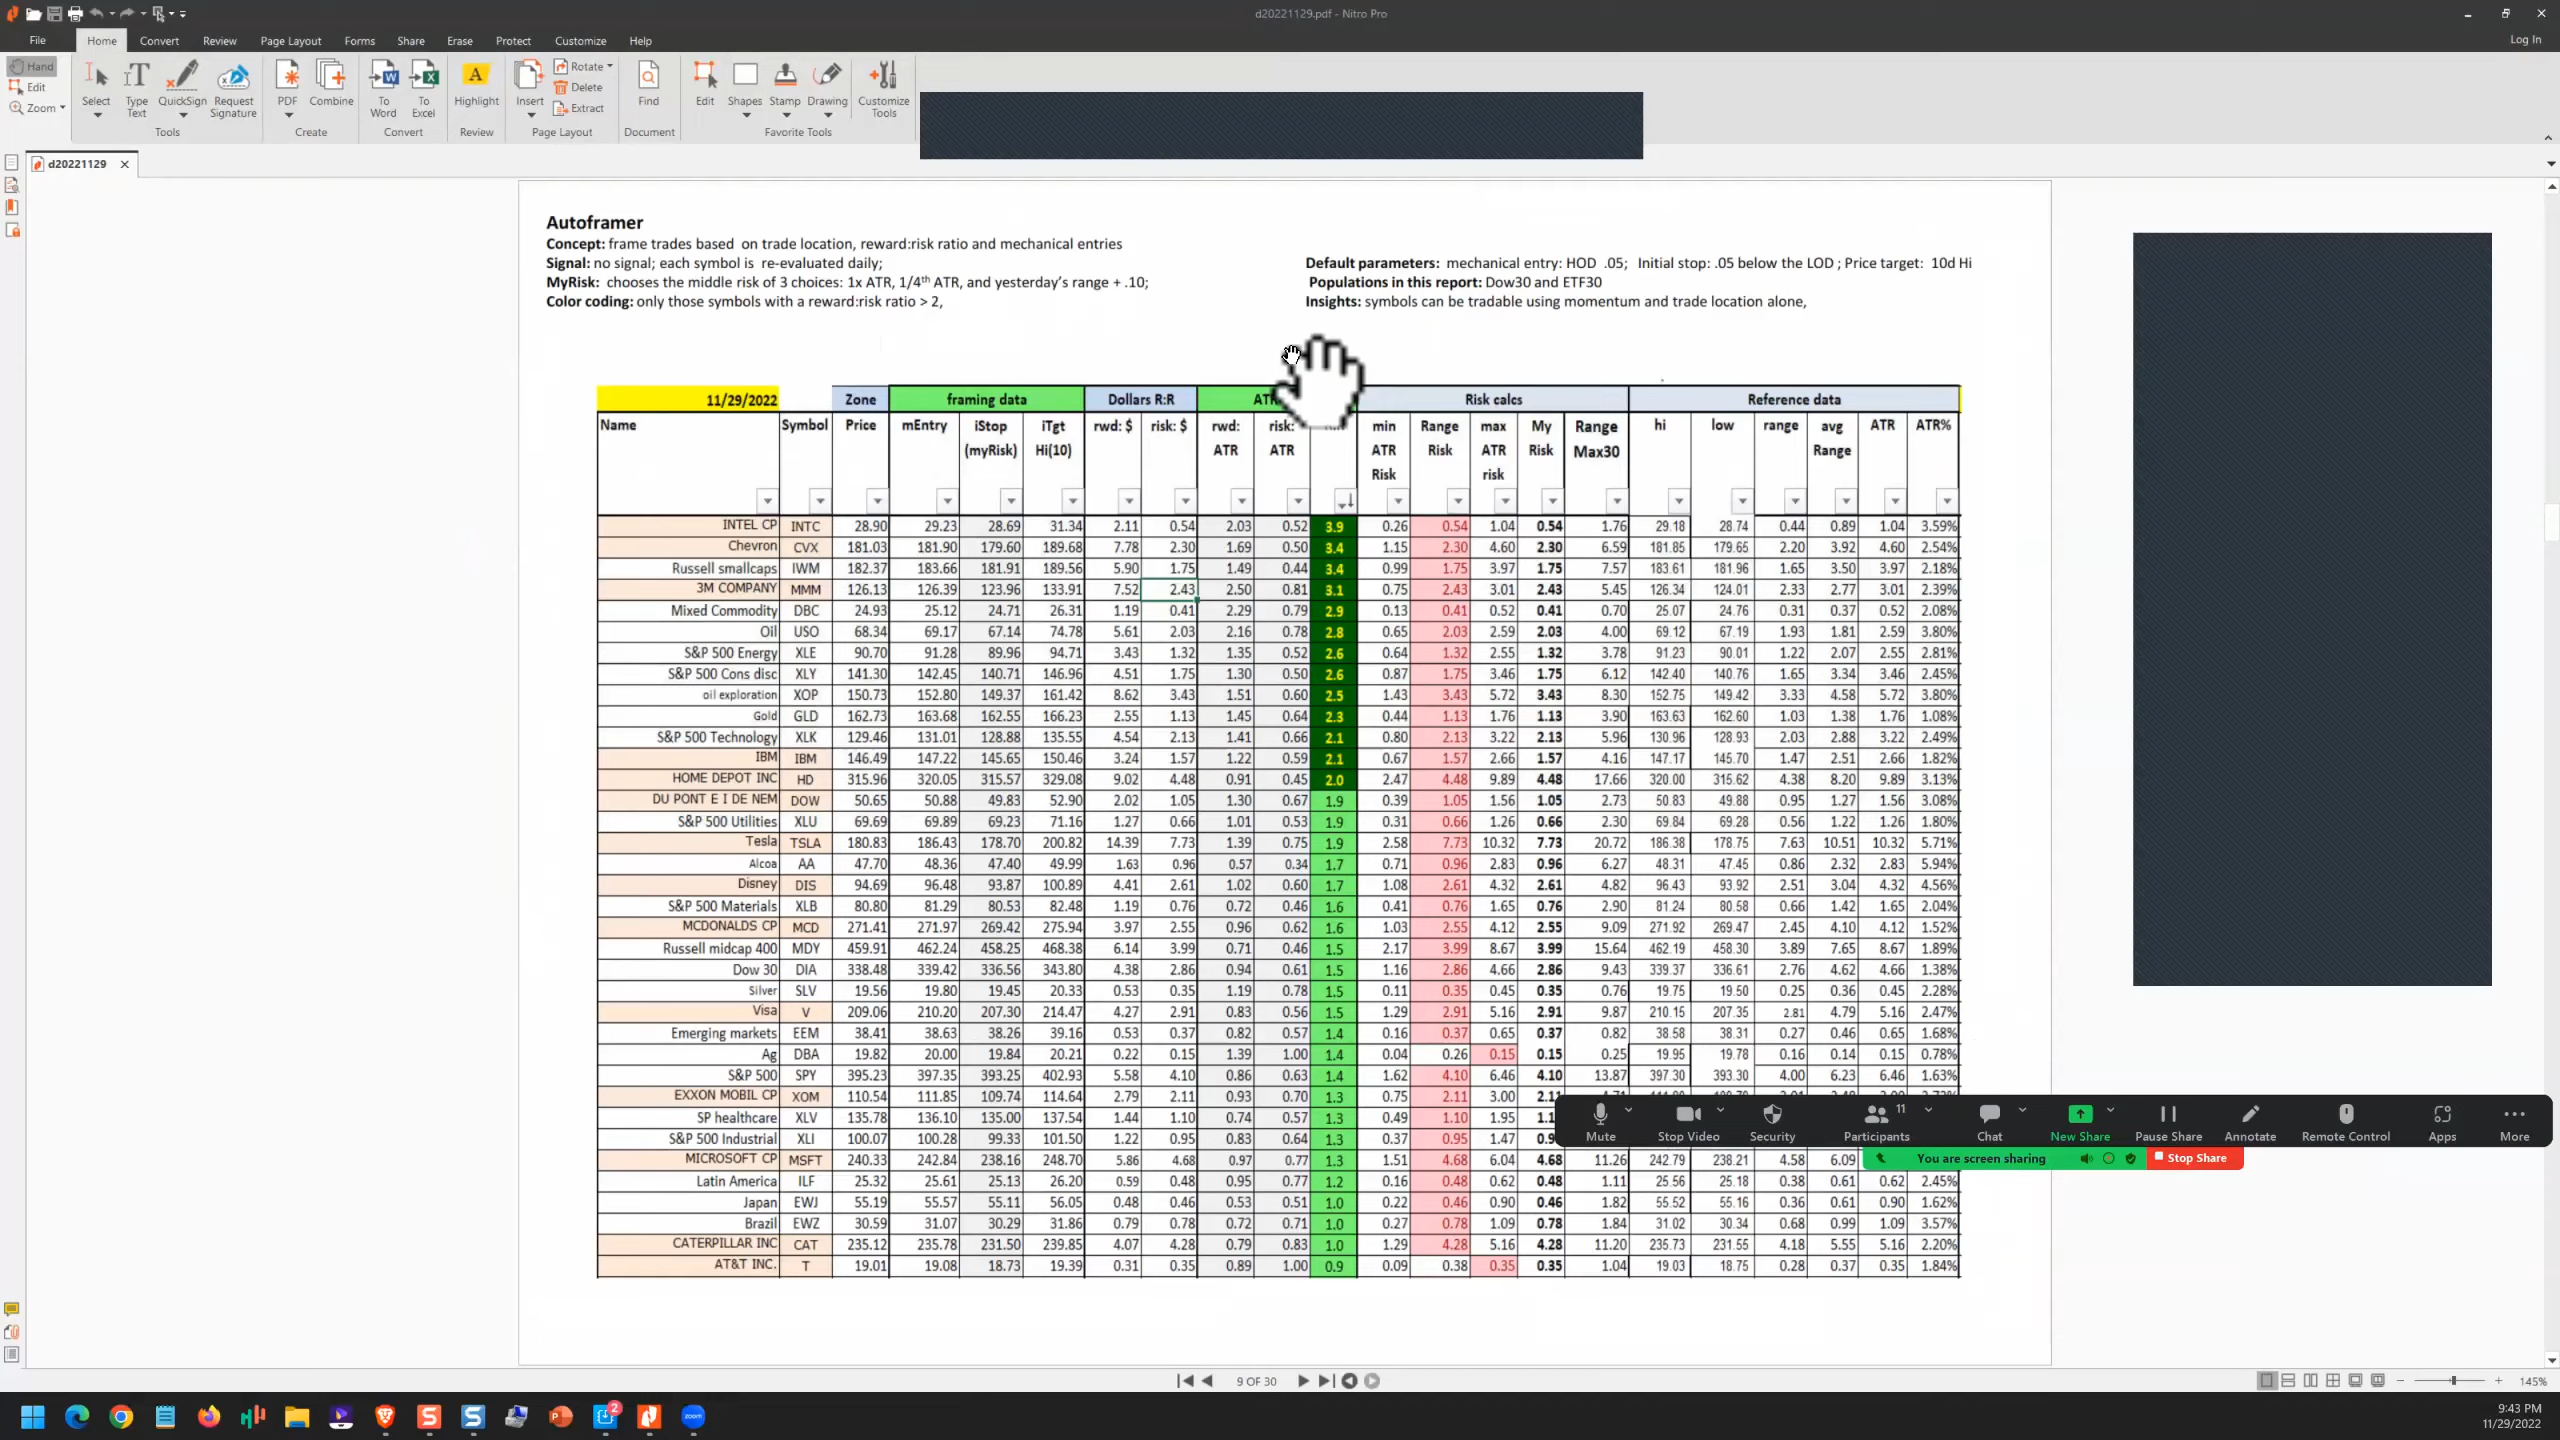 d20221129.pdf - Nitro Pro
File Home Convert Review Page Layout Forms Share Erase Protect Customize Help Log In
Hand
Edit
Zoom
Select
Type Text
QuickSign
Request Signature
Tools
PDF
Combine
Create
To Word
To Excel
Convert
Highlight
Review
Insert
Rotate
Delete
Extract
Page Layout
Find
Document
Edit
Shapes
Stamp
Drawing
Customize Tools
Favorite Tools
d20221129
Autoframer
Concept: frame trades based on trade location, reward:risk ratio and mechanical entries
Signal: no signal; each symbol is re-evaluated daily;
MyRisk: chooses the middle risk of 3 choices: 1x ATR, 1/4th ATR, and yesterday's range + .10;
Color coding: only those symbols with a reward:risk ratio > 2,
Default parameters: mechanical entry: HOD .05; Initial stop: .05 below the LOD ; Price target: 10d Hi
Populations in this report: Dow30 and ETF30
Insights: symbols can be tradable using momentum and trade location alone,
11/29/2022 Zone framing data Dollars R:R Risk calcs Reference data
Name Symbol Price mEntry iStop (myRisk) iTgt Hi(10) rwd: $ risk: $ rwd: ATR risk: ATR min ATR Risk Range Risk max ATR risk My Risk Range Max30 hi low range avg Range ATR ATR%
INTEL CP INTC 28.90 29.23 28.69 31.34 2.11 0.54 2.03 0.52 3.9 0.26 0.54 1.04 0.54 1.76 29.18 28.74 0.44 0.89 1.04 3.59%
Chevron CVX 181.03 181.90 179.60 189.68 7.78 2.30 1.69 0.50 3.4 1.15 2.30 4.60 2.30 6.59 181.85 179.65 2.20 3.92 4.60 2.54%
Russell smallcaps IWM 182.37 183.66 181.91 189.56 5.90 1.75 1.49 0.44 3.4 0.99 1.75 3.97 1.75 7.57 183.61 181.96 1.65 3.50 3.97 2.18%
3M COMPANY MMM 126.13 126.39 123.96 133.91 7.52 2.43 2.50 0.81 3.1 0.75 2.43 3.01 2.43 5.45 126.34 124.01 2.33 2.77 3.01 2.39%
Mixed Commodity DBC 24.93 25.12 24.71 26.31 1.19 0.41 2.29 0.79 2.9 0.13 0.41 0.52 0.41 0.70 25.07 24.76 0.31 0.37 0.52 2.08%
Oil USO 68.34 69.17 67.14 74.78 5.61 2.03 2.16 0.78 2.8 0.65 2.03 2.59 2.03 4.00 69.12 67.19 1.93 1.81 2.59 3.80%
S&P 500 Energy XLE 90.70 91.28 89.96 94.71 3.43 1.32 1.35 0.52 2.6 0.64 1.32 2.55 1.32 3.78 91.23 90.01 1.22 2.07 2.55 2.81%
S&P 500 Cons disc XLY 141.30 142.45 140.71 146.96 4.51 1.75 1.30 0.50 2.6 0.87 1.75 3.46 1.75 6.12 142.40 140.76 1.65 3.34 3.46 2.45%
oil exploration XOP 150.73 152.80 149.37 161.42 8.62 3.43 1.51 0.60 2.5 1.43 3.43 5.72 3.43 8.30 152.75 149.42 3.33 4.58 5.72 3.80%
Gold GLD 162.73 163.68 162.55 166.23 2.55 1.13 1.45 0.64 2.3 0.44 1.13 1.76 1.13 3.90 163.63 162.60 1.03 1.38 1.76 1.08%
S&P 500 Technology XLK 129.46 131.01 128.88 135.55 4.54 2.13 1.41 0.66 2.1 0.80 2.13 3.22 2.13 5.96 130.96 128.93 2.03 2.88 3.22 2.49%
IBM IBM 146.49 147.22 145.65 150.46 3.24 1.57 1.22 0.59 2.1 0.67 1.57 2.66 1.57 4.16 147.17 145.70 1.47 2.51 2.66 1.82%
HOME DEPOT INC HD 315.96 320.05 315.57 329.08 9.02 4.48 0.91 0.45 2.0 2.47 4.48 9.89 4.48 17.66 320.00 315.62 4.38 8.20 9.89 3.13%
DU PONT E I DE NEM DOW 50.65 50.88 49.83 52.90 2.02 1.05 1.30 0.67 1.9 0.39 1.05 1.56 1.05 2.73 50.83 49.88 0.95 1.27 1.56 3.08%
S&P 500 Utilities XLU 69.69 69.89 69.23 71.16 1.27 0.66 1.01 0.53 1.9 0.31 0.66 1.26 0.66 2.30 69.84 69.28 0.56 1.22 1.26 1.80%
Tesla TSLA 180.83 186.43 178.70 200.82 14.39 7.73 1.39 0.75 1.9 2.58 7.73 10.32 7.73 20.72 186.38 178.75 7.63 10.51 10.32 5.71%
Alcoa AA 47.70 48.36 47.40 49.99 1.63 0.96 0.57 0.34 1.7 0.71 0.96 2.83 0.96 6.27 48.31 47.45 0.86 2.32 2.83 5.94%
Disney DIS 94.69 96.48 93.87 100.89 4.41 2.61 1.02 0.60 1.7 1.08 2.61 4.32 2.61 4.82 96.43 93.92 2.51 3.04 4.32 4.56%
S&P 500 Materials XLB 80.80 81.29 80.53 82.48 1.19 0.76 0.72 0.46 1.6 0.41 0.76 1.65 0.76 2.90 81.24 80.58 0.66 1.42 1.65 2.04%
MCDONALDS CP MCD 271.41 271.97 269.42 275.94 3.97 2.55 0.96 0.62 1.6 1.03 2.55 4.12 2.55 9.09 271.92 269.47 2.45 4.10 4.12 1.52%
Russell midcap 400 MDY 459.91 462.24 458.25 468.38 6.14 3.99 0.71 0.46 1.5 2.17 3.99 8.67 3.99 15.64 462.19 458.30 3.89 7.65 8.67 1.89%
Dow 30 DIA 338.48 339.42 336.56 343.80 4.38 2.86 0.94 0.61 1.5 1.16 2.86 4.66 2.86 9.43 339.37 336.61 2.76 4.62 4.66 1.38%
Silver SLV 19.56 19.80 19.45 20.33 0.53 0.35 1.19 0.78 1.5 0.11 0.35 0.45 0.35 0.76 19.75 19.50 0.25 0.36 0.45 2.28%
Visa V 209.06 210.20 207.30 214.47 4.27 2.91 0.83 0.56 1.5 1.29 2.91 5.16 2.91 9.87 210.15 207.35 2.81 4.79 5.16 2.47%
Emerging markets EEM 38.41 38.63 38.26 39.16 0.53 0.37 0.82 0.57 1.4 0.16 0.37 0.65 0.37 0.82 38.58 38.31 0.27 0.46 0.65 1.68%
Ag DBA 19.82 20.00 19.84 20.21 0.22 0.15 1.39 1.00 1.4 0.04 0.26 0.15 0.15 0.25 19.95 19.78 0.16 0.14 0.15 0.78%
S&P 500 SPY 395.23 397.35 393.25 402.93 5.58 4.10 0.86 0.63 1.4 1.62 4.10 6.46 4.10 13.87 397.30 393.30 4.00 6.23 6.46 1.63%
EXXON MOBIL CP XOM 110.54 111.85 109.74 114.64 2.79 2.11 0.93 0.70 1.3 0.75 2.11 3.00 2.11
SP healthcare XLV 135.78 136.10 135.00 137.54 1.44 1.10 0.74 0.57 1.3 0.49 1.10 1.95
S&P 500 Industrial XLI 100.07 100.28 99.33 101.50 1.22 0.95 0.83 0.64 1.3 0.37 0.95 1.47
MICROSOFT CP MSFT 240.33 242.84 238.16 248.70 5.86 4.68 0.97 0.77 1.3 1.51 4.68 6.04 4.68 11.26 242.79 238.21 4.58 6.09
Latin America ILF 25.32 25.61 25.13 26.20 0.59 0.48 0.95 0.77 1.2 0.16 0.48 0.62 0.48 1.11 25.56 25.18 0.38 0.61 0.62 2.45%
Japan EWJ 55.19 55.57 55.11 56.05 0.48 0.46 0.53 0.51 1.0 0.22 0.46 0.90 0.46 1.82 55.52 55.16 0.36 0.61 0.90 1.62%
Brazil EWZ 30.59 31.07 30.29 31.86 0.79 0.78 0.72 0.71 1.0 0.27 0.78 1.09 0.78 1.84 31.02 30.34 0.68 0.99 1.09 3.57%
CATERPILLAR INC CAT 235.12 235.78 231.50 239.85 4.07 4.28 0.79 0.83 1.0 1.29 4.28 5.16 4.28 11.20 235.73 231.55 4.18 5.55 5.16 2.20%
AT&T INC. T 19.01 19.08 18.73 19.39 0.31 0.35 0.89 1.00 0.9 0.09 0.38 0.35 0.35 1.04 19.03 18.75 0.28 0.37 0.35 1.84%
Mute Stop Video Security Participants 11 Chat New Share Pause Share Annotate Remote Control Apps More
You are screen sharing Stop Share
9 OF 30
145%
2
zoom
9:43 PM
11/29/2022